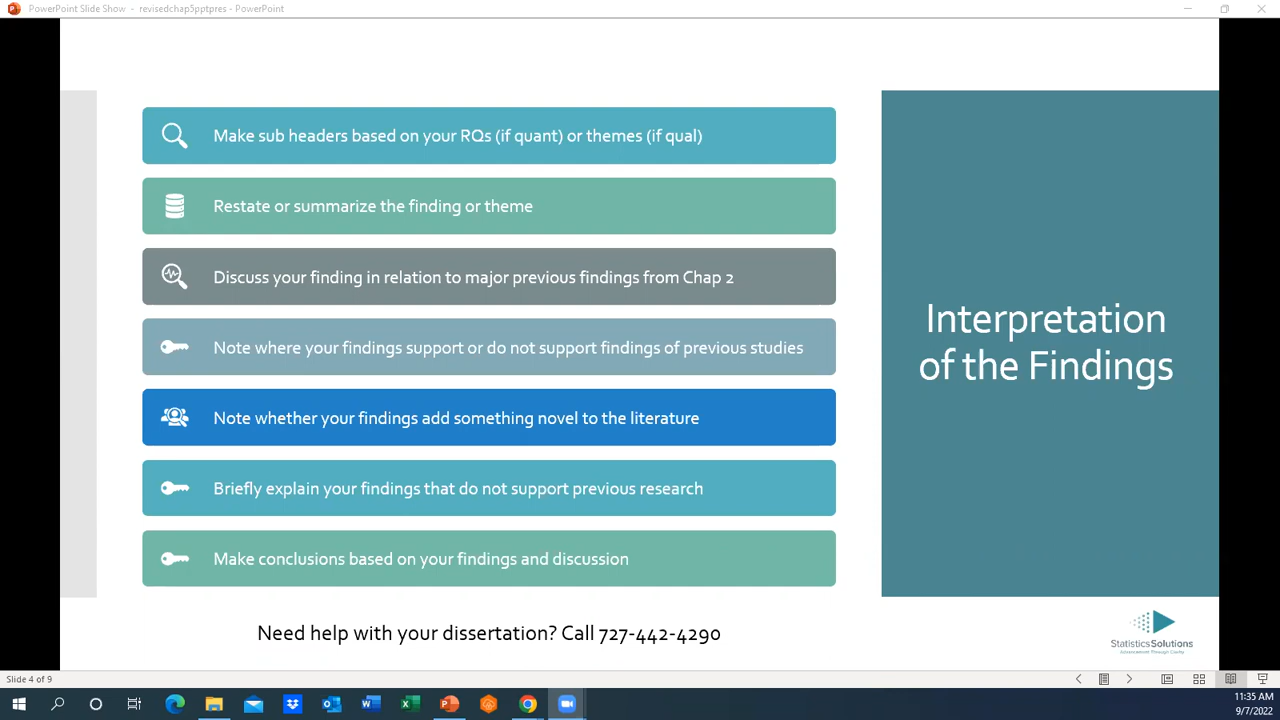 PowerPoint Slide Show - revisedchap5pptpres - PowerPoint
Make sub headers based on your RQs (if quant) or themes (if qual)
Restate or summarize the finding or theme
Discuss your finding in relation to major previous findings from Chap 2
Note where your findings support or do not support findings of previous studies
Note whether your findings add something novel to the literature
Briefly explain your findings that do not support previous research
Make conclusions based on your findings and discussion
Interpretation
of the Findings
Need help with your dissertation? Call 727-442-4290
StatisticsSolutions
Advancement Through Clarity
Slide 4 of 9
11:35 AM
9/7/2022